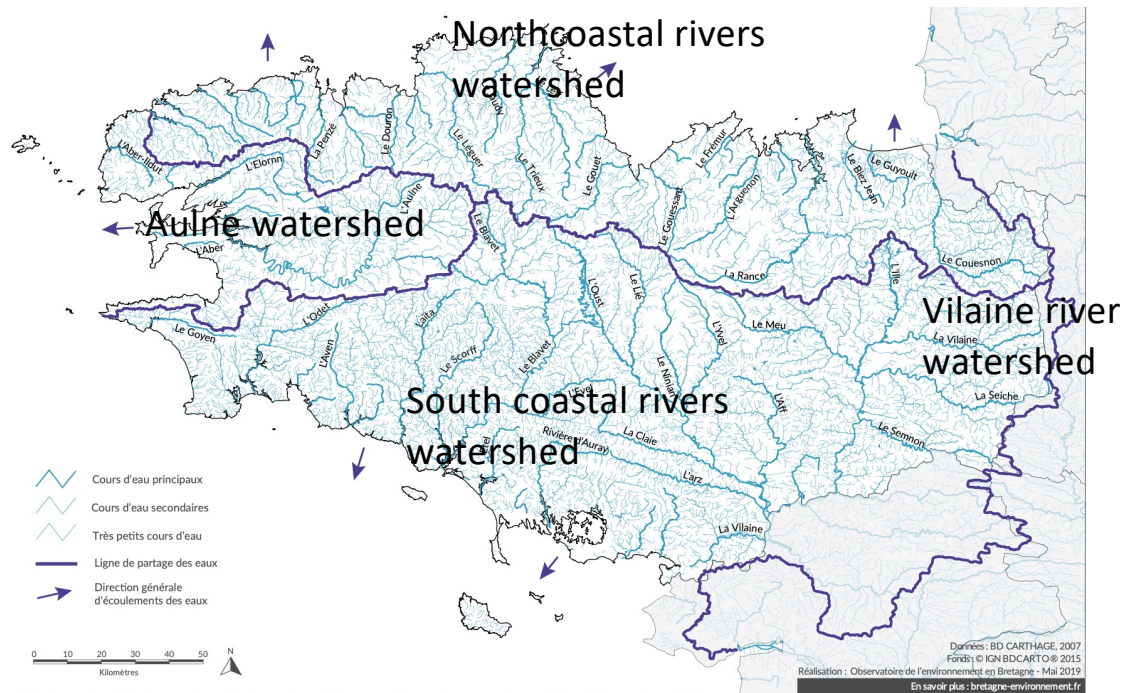 Northcoastal rivers
watershed
L'Aber-Ildut
L'Elornn
La Penzé
Le Douron
Le Léguer
Le Trieux
Le Gouet
Le Gouessant
Le Frémur
L'Arguenon
Le Biez Jean
Le Guyoult
Aulne watershed
L'Aulne
L'Aber
Le Blavet
La Rance
L'Ille
Le Couesnon
Le Goyen
L'Odet
L'Aven
Laïta
Le Scorff
Le Blavet
L'Oust
Le Lié
L'Yvel
Le Meu
Vilaine river
watershed
La Vilaine
La Seiche
Le Ninian
L'Aff
Le Semnon
South coastal rivers
watershed
L'Evel
La Claie
Rivière d'Auray
L'arz
La Vilaine
Cours d'eau principaux
Cours d'eau secondaires
Très petits cours d'eau
Ligne de partage des eaux
Direction générale
d'écoulements des eaux
0 10 20 30 40 50
Kilomètres
N
Données : BD CARTHAGE, 2007
Fonds : © IGN BDCARTO ® 2015
Réalisation : Observatoire de l'environnement en Bretagne - Mai 2019
En savoir plus : bretagne-environnement.fr